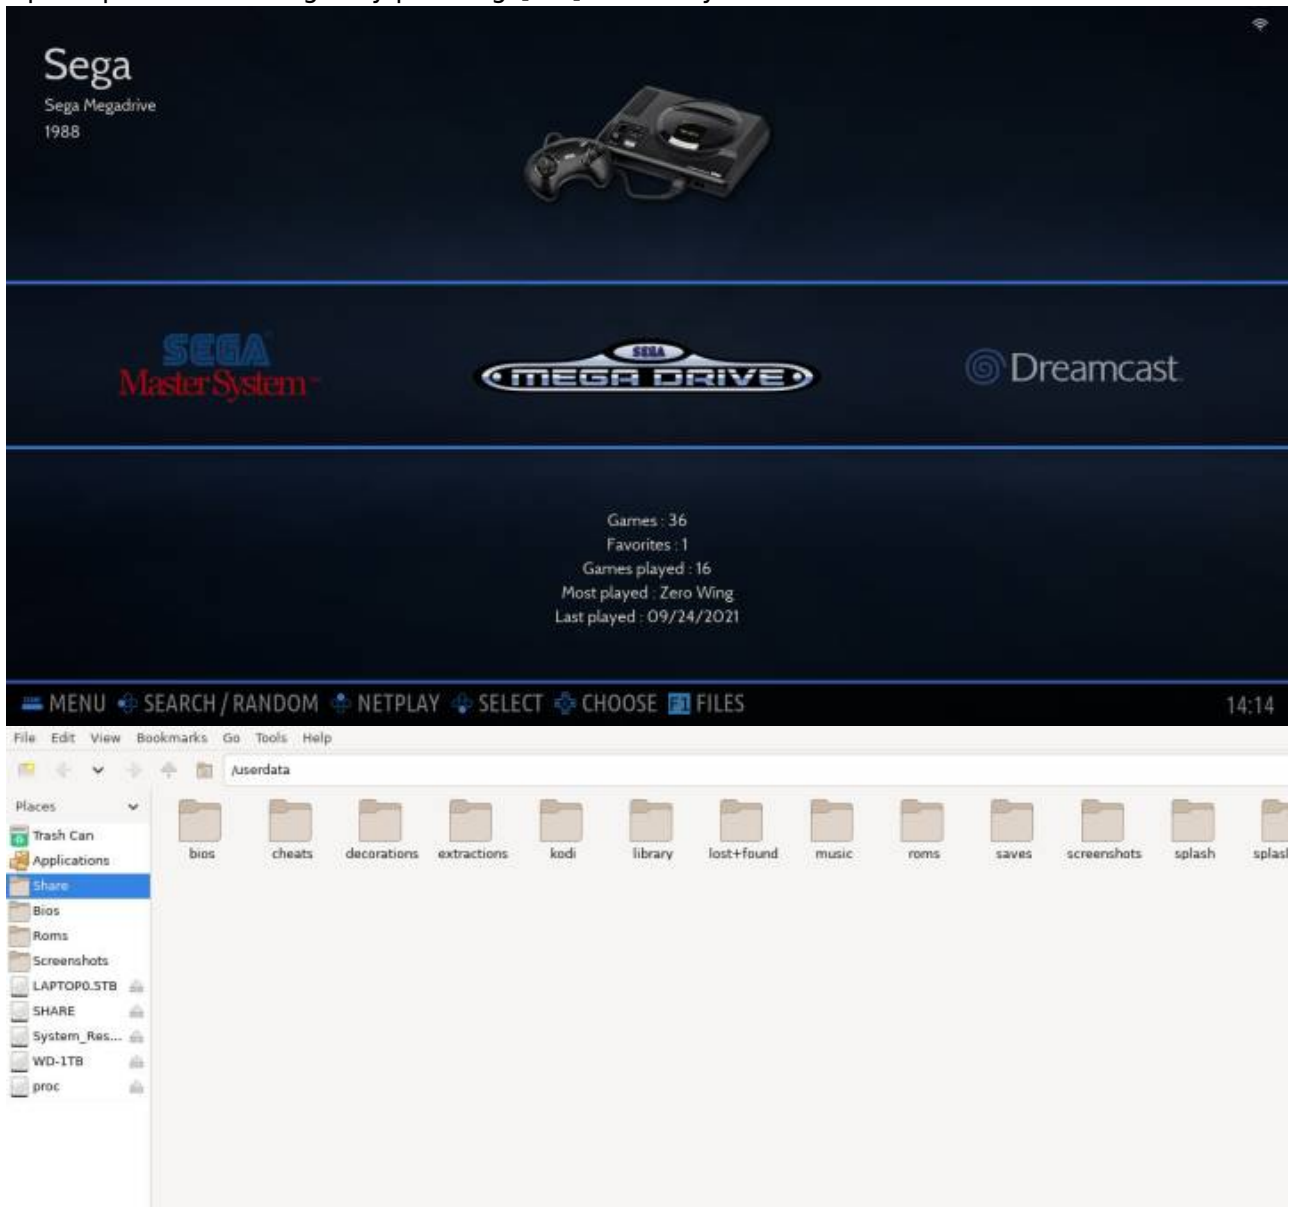 Sega
Sega Megadrive
1988
SEGA
Master System
SEGA
MEGA DRIVE
Dreamcast
Games : 36
Favorites : 1
Games played : 16
Most played : Zero Wing
Last played : 09/24/2021
MENU SEARCH / RANDOM NETPLAY SELECT CHOOSE F1 FILES 14:14
File Edit View Bookmarks Go Tools Help
/userdata
Places
Trash Can
Applications
Share
Bios
Roms
Screenshots
LAPTOP0.5TB
SHARE
System_Res...
WD-1TB
proc
bios cheats decorations extractions kodi library lost+found music roms saves screenshots splash splash